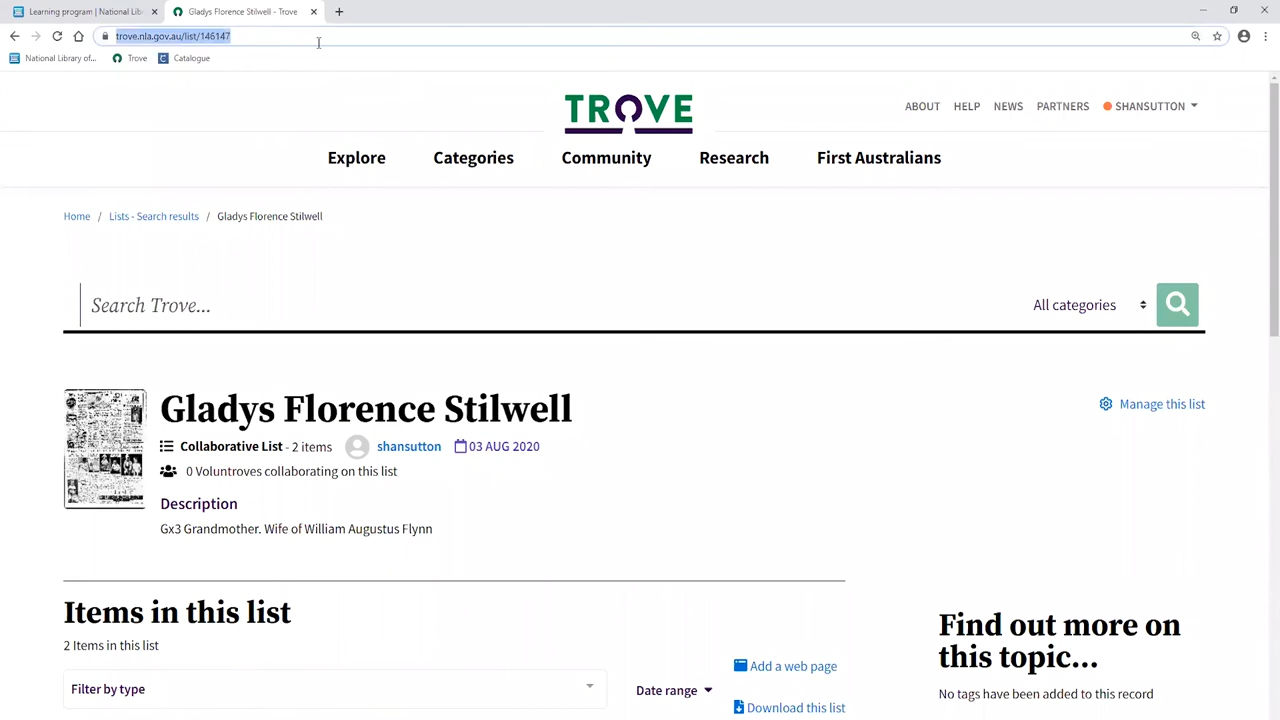 Learning program | National Lib
Gladys Florence Stilwell - Trove
trove.nla.gov.au/list/146147
National Library of...
Trove
Catalogue
TROVE
ABOUT
HELP
NEWS
PARTNERS
SHANSUTTON
Explore
Categories
Community
Research
First Australians
Home / Lists - Search results / Gladys Florence Stilwell
Search Trove...
All categories
Gladys Florence Stilwell
Manage this list
Collaborative List - 2 items
shansutton
03 AUG 2020
0 Voluntroves collaborating on this list
Description
Gx3 Grandmother. Wife of William Augustus Flynn
Items in this list
2 Items in this list
Filter by type
Date range
Add a web page
Download this list
Find out more on
this topic...
No tags have been added to this record